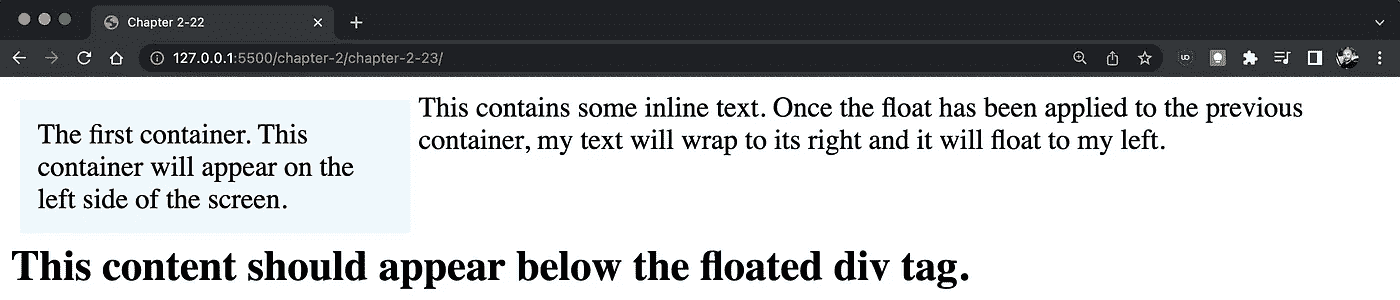 Chapter 2-22
127.0.0.1:5500/chapter-2/chapter-2-23/
The first container. This
container will appear on the
left side of the screen.
This contains some inline text. Once the float has been applied to the previous
container, my text will wrap to its right and it will float to my left.
This content should appear below the floated div tag.